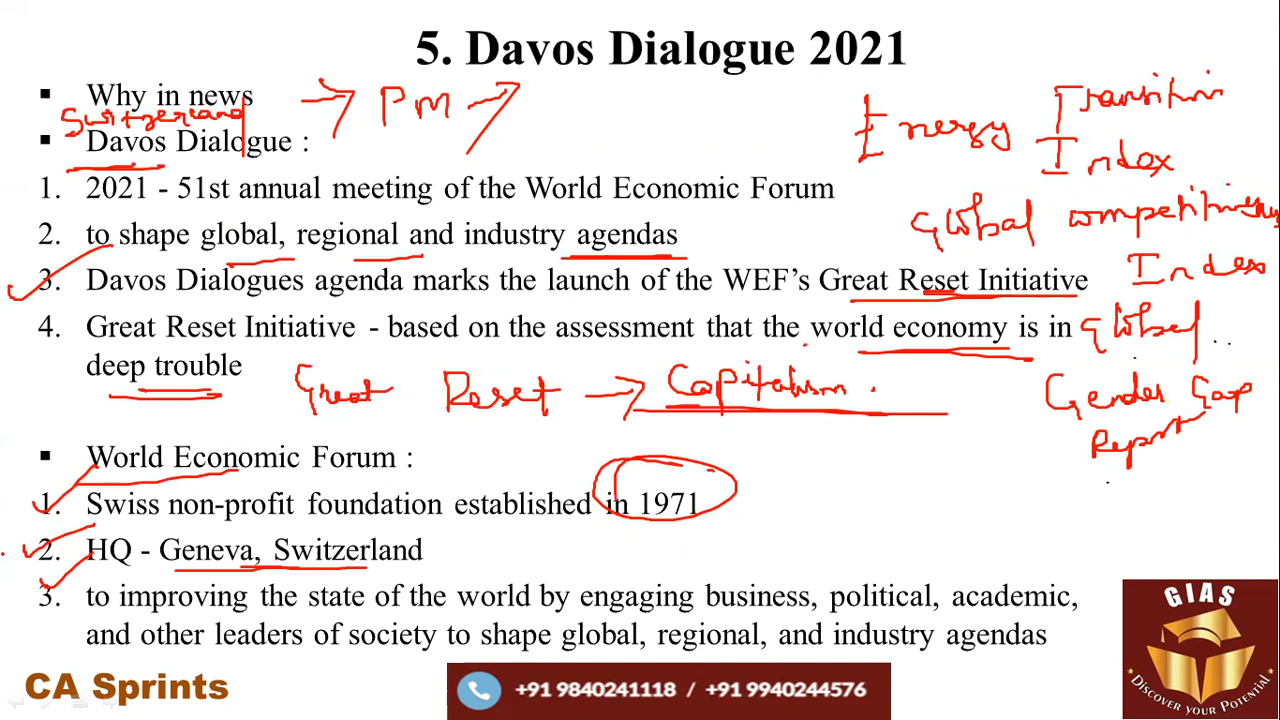 5. Davos Dialogue 2021
▪ Why in news → PM
Switzerland
▪ Davos Dialogue :
Energy Transition
Index
1. 2021 - 51st annual meeting of the World Economic Forum
Global competitiveness
Index
2. to shape global, regional and industry agendas
3. Davos Dialogues agenda marks the launch of the WEF's Great Reset Initiative
4. Great Reset Initiative - based on the assessment that the world economy is in
deep trouble
Global
Gender Gap
Report
Great Reset → Capitalism.
▪ World Economic Forum :
1. Swiss non-profit foundation established in 1971
2. HQ - Geneva, Switzerland
3. to improving the state of the world by engaging business, political, academic,
and other leaders of society to shape global, regional, and industry agendas
GIAS
DISCOVER YOUR POTENTIAL
CA Sprints
+91 9840241118 / +91 9940244576